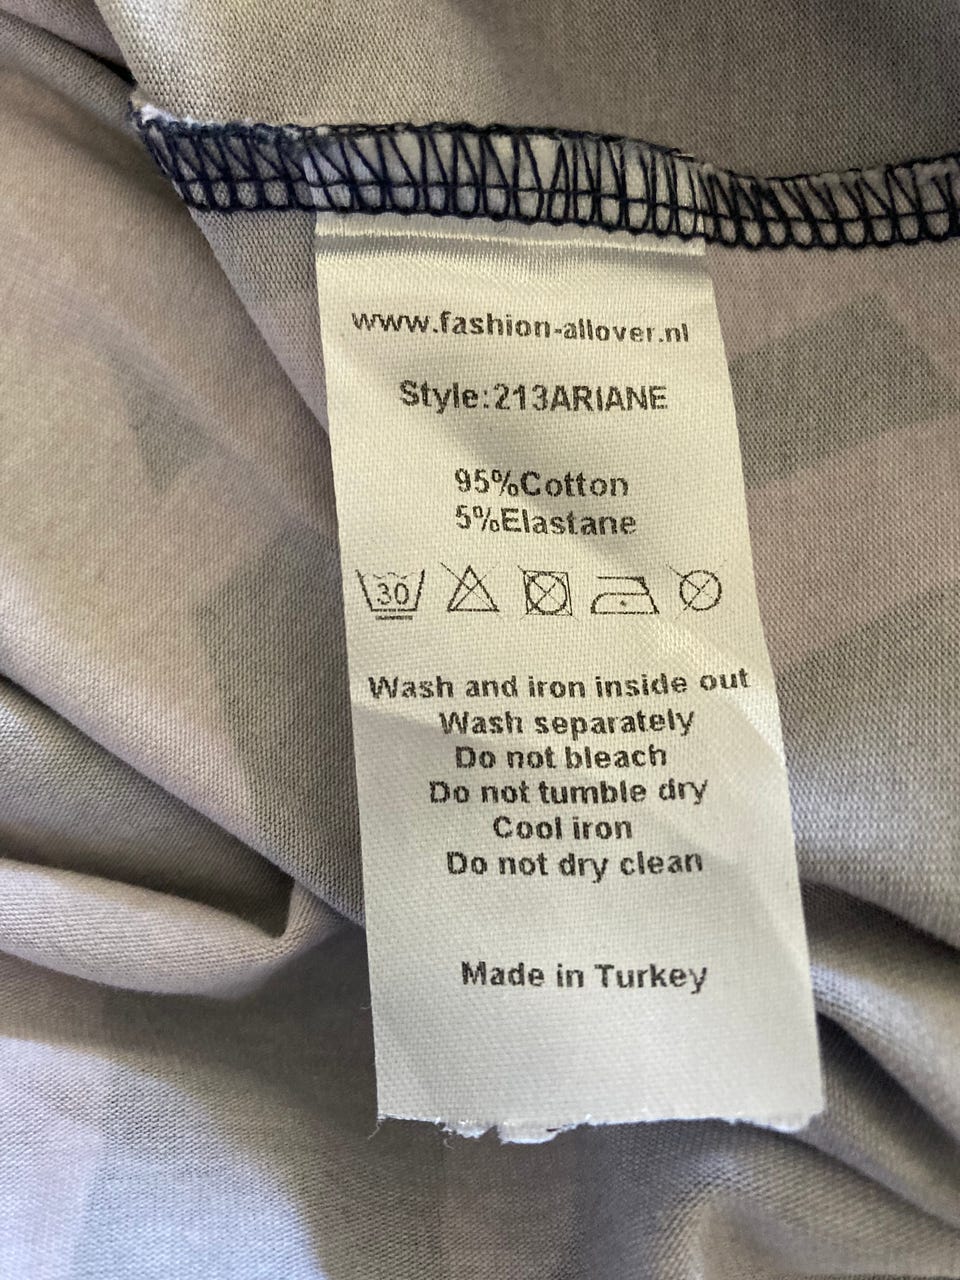 www.fashion-allover.nl
Style:213ARIANE
95%Cotton
5%Elastane
30
Wash and iron inside out
Wash separately
Do not bleach
Do not tumble dry
Cool iron
Do not dry clean
Made in Turkey